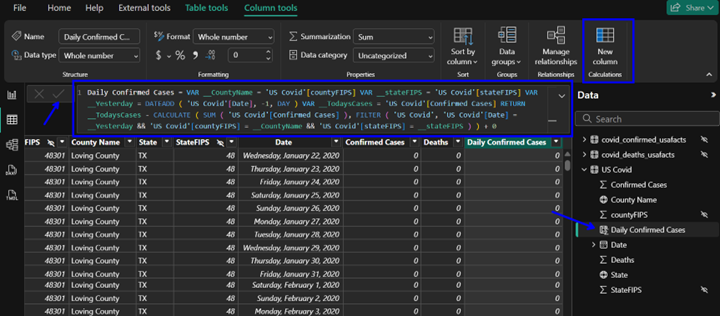 File Home Help External tools Table tools Column tools Share
Name Daily Confirmed C... Format Whole number Summarization Sum
Data type Whole number $ % 0 Data category Uncategorized
Sort by column Data groups Manage relationships New column
Structure Formatting Properties Sort Groups Relationships Calculations
1 Daily Confirmed Cases = VAR __CountyName = 'US Covid'[countyFIPS] VAR __stateFIPS = 'US Covid'[stateFIPS] VAR
__Yesterday = DATEADD ( 'US Covid'[Date], -1, DAY ) VAR __TodaysCases = 'US Covid'[Confirmed Cases] RETURN
__TodaysCases - CALCULATE ( SUM ( 'US Covid'[Confirmed Cases] ), FILTER ( 'US Covid', 'US Covid'[Date] =
__Yesterday && 'US Covid'[countyFIPS] = __CountyName && 'US Covid'[stateFIPS] = __stateFIPS ) ) + 0
FIPS County Name State StateFIPS Date Confirmed Cases Deaths Daily Confirmed Cases
48301 Loving County TX 48 Wednesday, January 22, 2020 0 0 0
48301 Loving County TX 48 Thursday, January 23, 2020 0 0 0
48301 Loving County TX 48 Friday, January 24, 2020 0 0 0
48301 Loving County TX 48 Saturday, January 25, 2020 0 0 0
48301 Loving County TX 48 Sunday, January 26, 2020 0 0 0
48301 Loving County TX 48 Monday, January 27, 2020 0 0 0
48301 Loving County TX 48 Tuesday, January 28, 2020 0 0 0
48301 Loving County TX 48 Wednesday, January 29, 2020 0 0 0
48301 Loving County TX 48 Thursday, January 30, 2020 0 0 0
48301 Loving County TX 48 Friday, January 31, 2020 0 0 0
48301 Loving County TX 48 Saturday, February 1, 2020 0 0 0
48301 Loving County TX 48 Sunday, February 2, 2020 0 0 0
48301 Loving County TX 48 Monday, February 3, 2020 0 0 0
Data
Search
covid_confirmed_usafacts
covid_deaths_usafacts
US Covid
Confirmed Cases
County Name
countyFIPS
Daily Confirmed Cases
Date
Deaths
State
StateFIPS